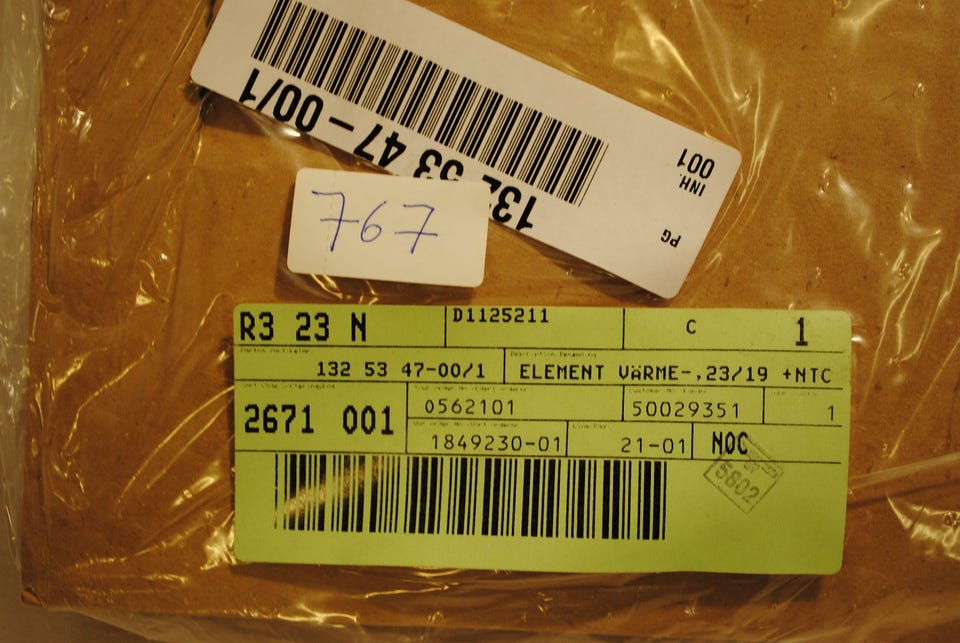 132 53 47-00/1
INH.
001
PG
767
R3 23 N
D1125211
C
1
132 53 47-00/1
ELEMENT VÄRME-,23/19 +NTC
2671 001
0562101
50029351
1
1849230-01
21-01
NOC
5602